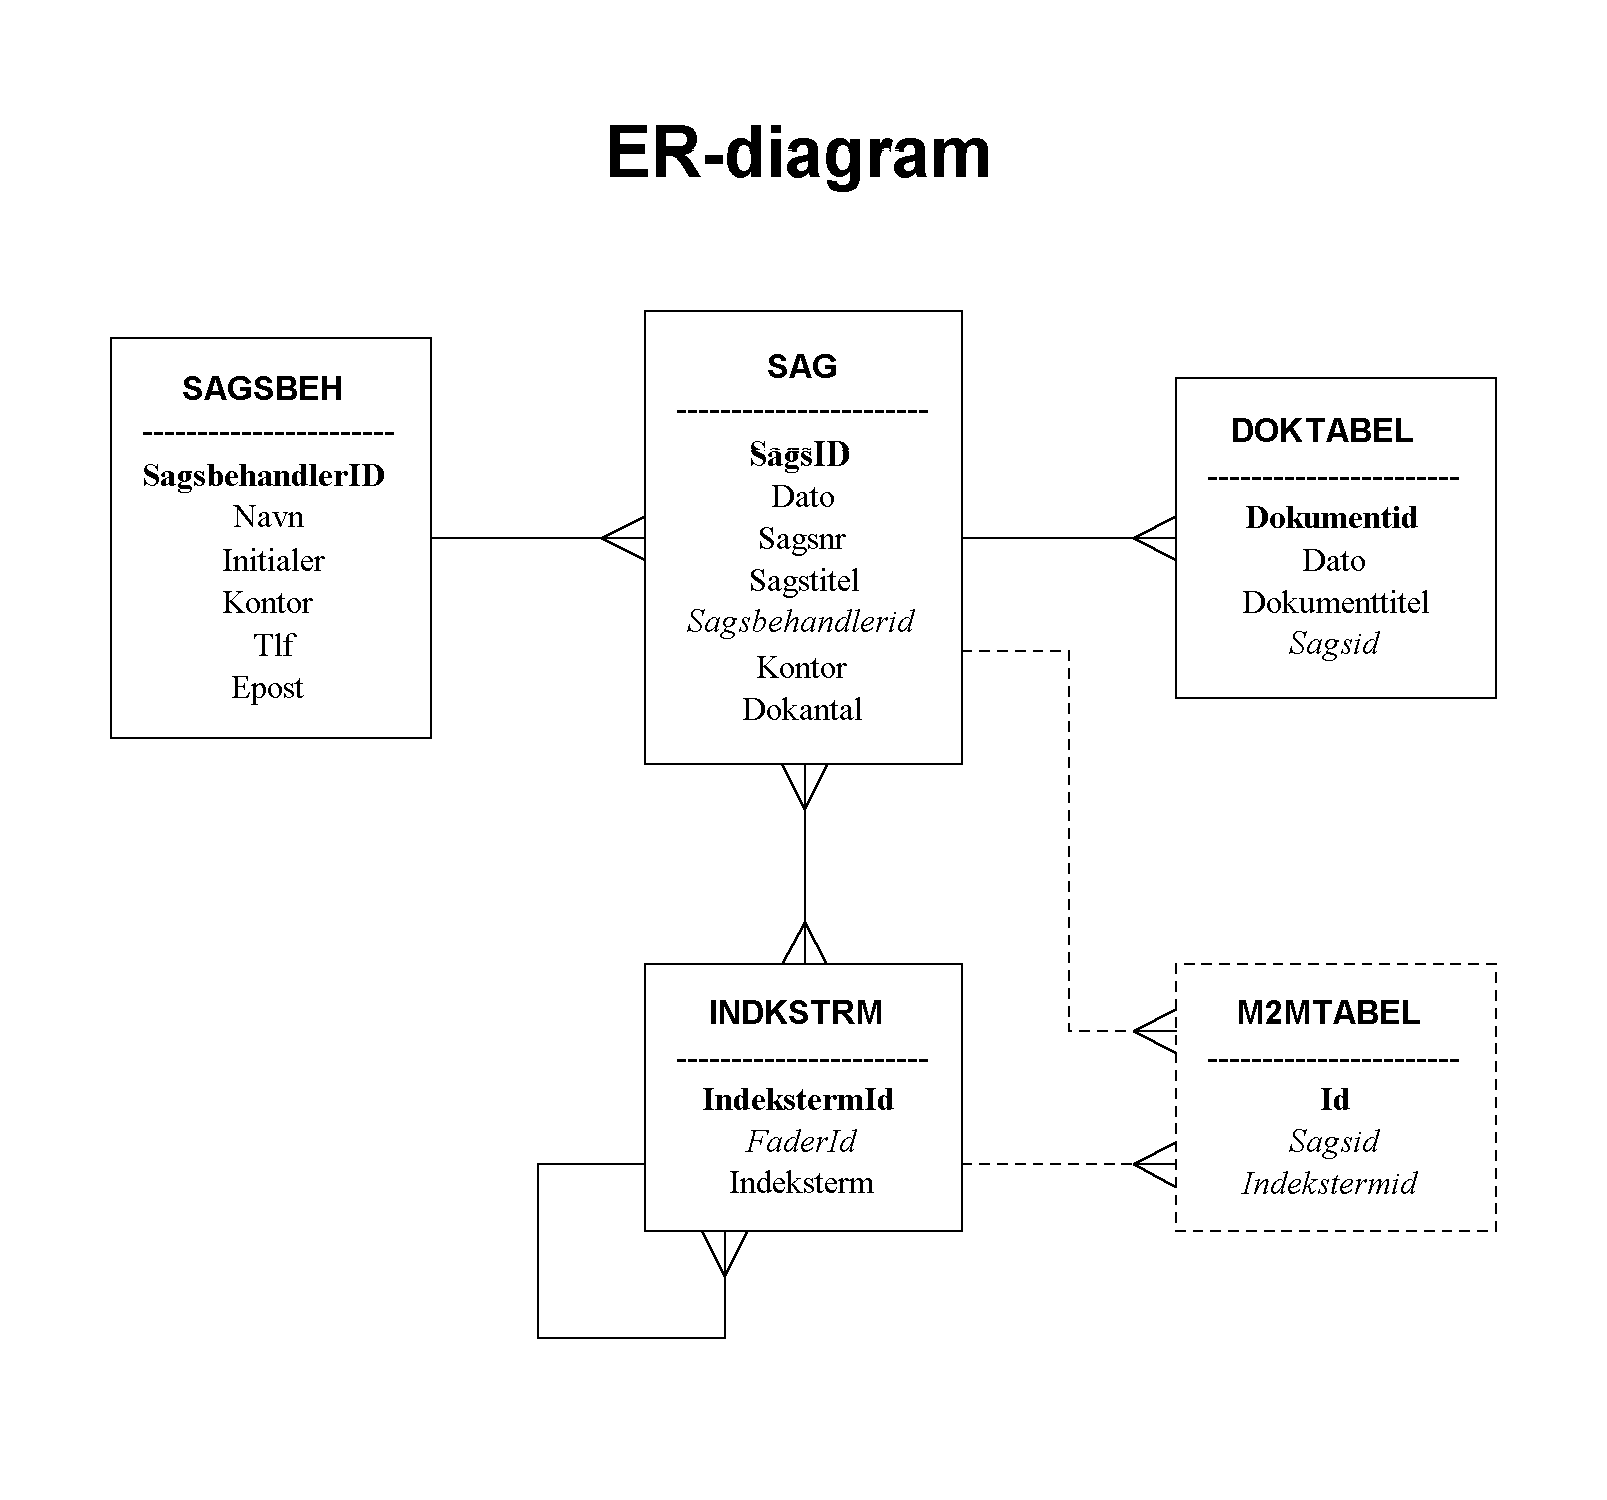 ER-diagram
SAGSBEH
-----------------------
SagsbehandlerID
Navn
Initialer
Kontor
Tlf
Epost
SAG
-----------------------
SagsID
Dato
Sagsnr
Sagstitel
Sagsbehandlerid
Kontor
Dokantal
DOKTABEL
-----------------------
Dokumentid
Dato
Dokumenttitel
Sagsid
INDKSTRM
-----------------------
IndekstermId
FaderId
Indeksterm
M2MTABEL
-----------------------
Id
Sagsid
Indekstermid